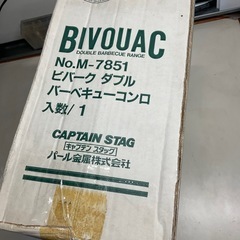 BIVOUAC
DOUBLE BARBECUE RANGE
No.M-7851
ビバーク ダブル
バーベキューコンロ
入数/1
CAPTAIN STAG
キャプテン スタッグ
パール金属株式会社